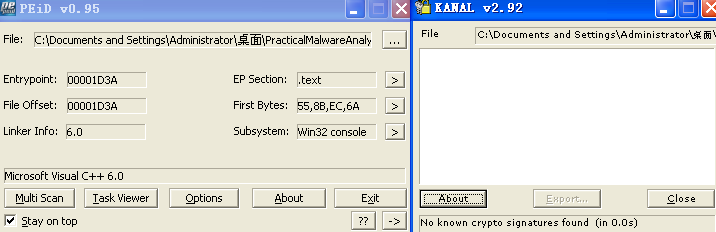 PEiD v0.95
File: C:\Documents and Settings\Administrator\桌面\PracticalMalwareAnaly ...
Entrypoint: 00001D3A EP Section: .text >
File Offset: 00001D3A First Bytes: 55,8B,EC,6A >
Linker Info: 6.0 Subsystem: Win32 console >
Microsoft Visual C++ 6.0
Multi Scan Task Viewer Options About Exit
Stay on top ?? ->
KANAL v2.92
File C:\Documents and Settings\Administrator\桌面\
About Export... Close
No known crypto signatures found (in 0.0s)